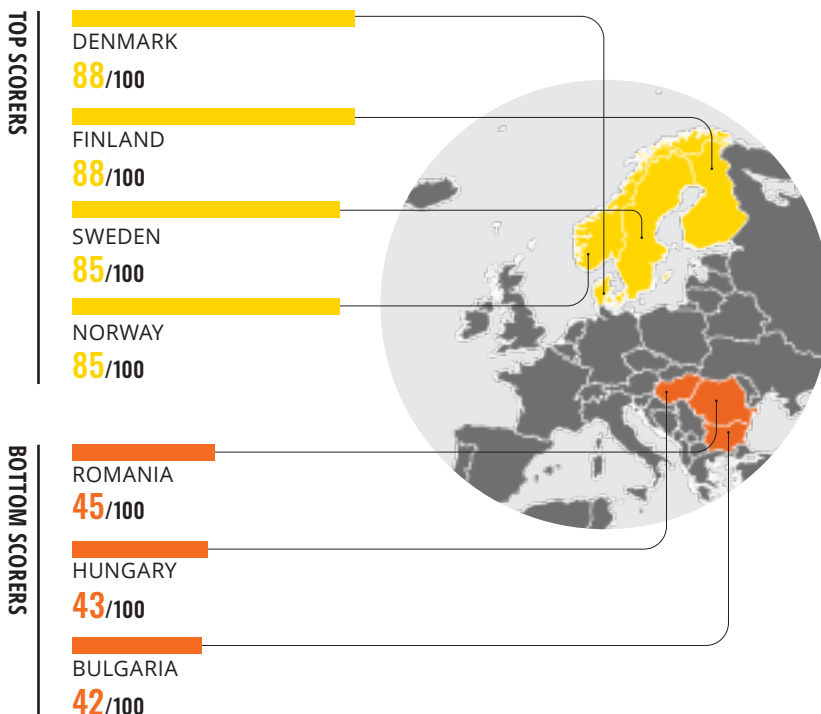 TOP SCORERS
DENMARK
88/100
FINLAND
88/100
SWEDEN
85/100
NORWAY
85/100
BOTTOM SCORERS
ROMANIA
45/100
HUNGARY
43/100
BULGARIA
42/100